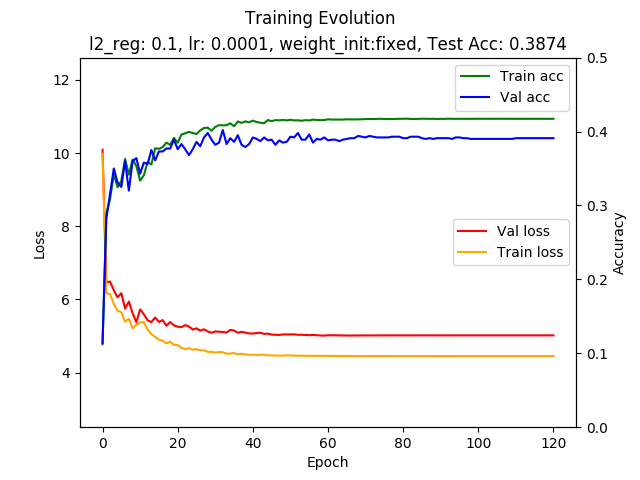 Training Evolution
l2_reg: 0.1, lr: 0.0001, weight_init:fixed, Test Acc: 0.3874
12
10
8
6
4
Loss
0.5
0.4
0.3
0.2
0.1
0.0
Accuracy
Train acc
Val acc
Val loss
Train loss
0
20
40
60
80
100
120
Epoch